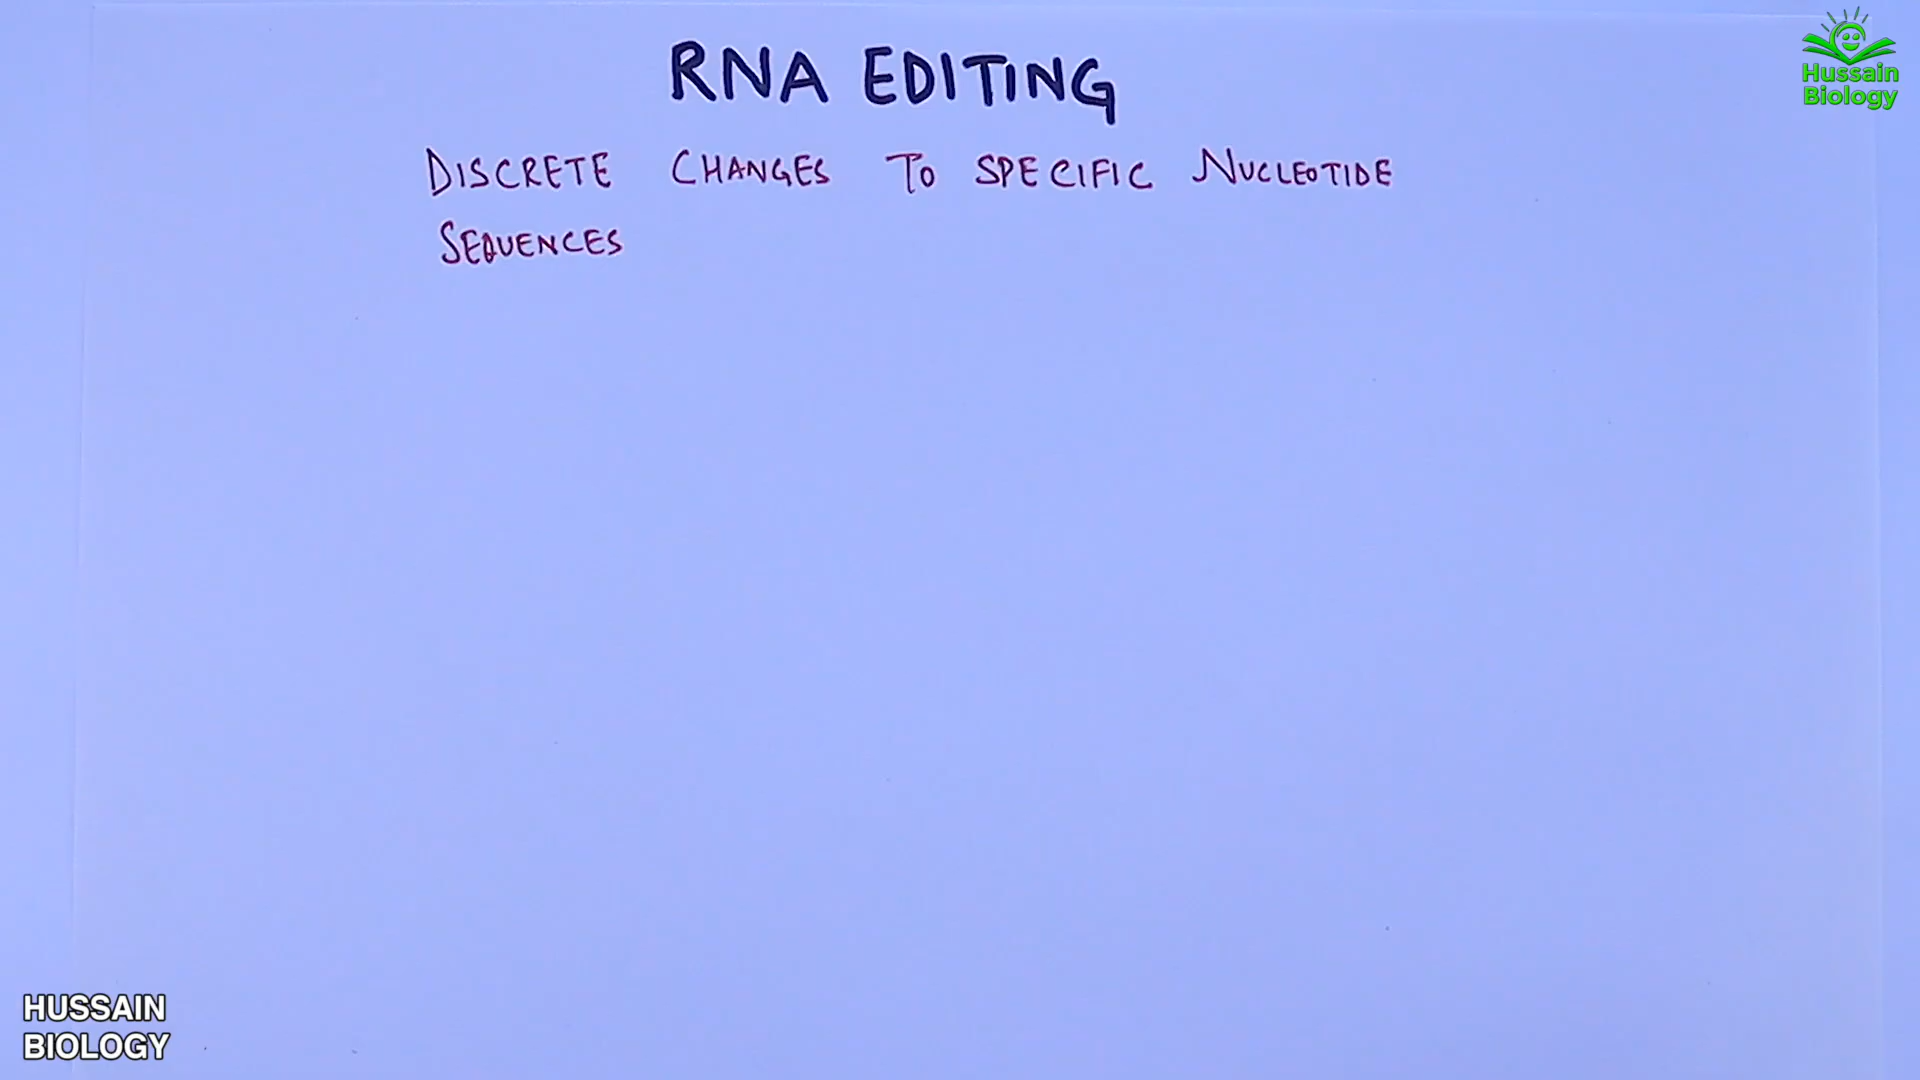 RNA EDITING
DISCRETE CHANGES TO SPECIFIC NUCLEOTIDE
SEQUENCES
Hussain
Biology
HUSSAIN
BIOLOGY